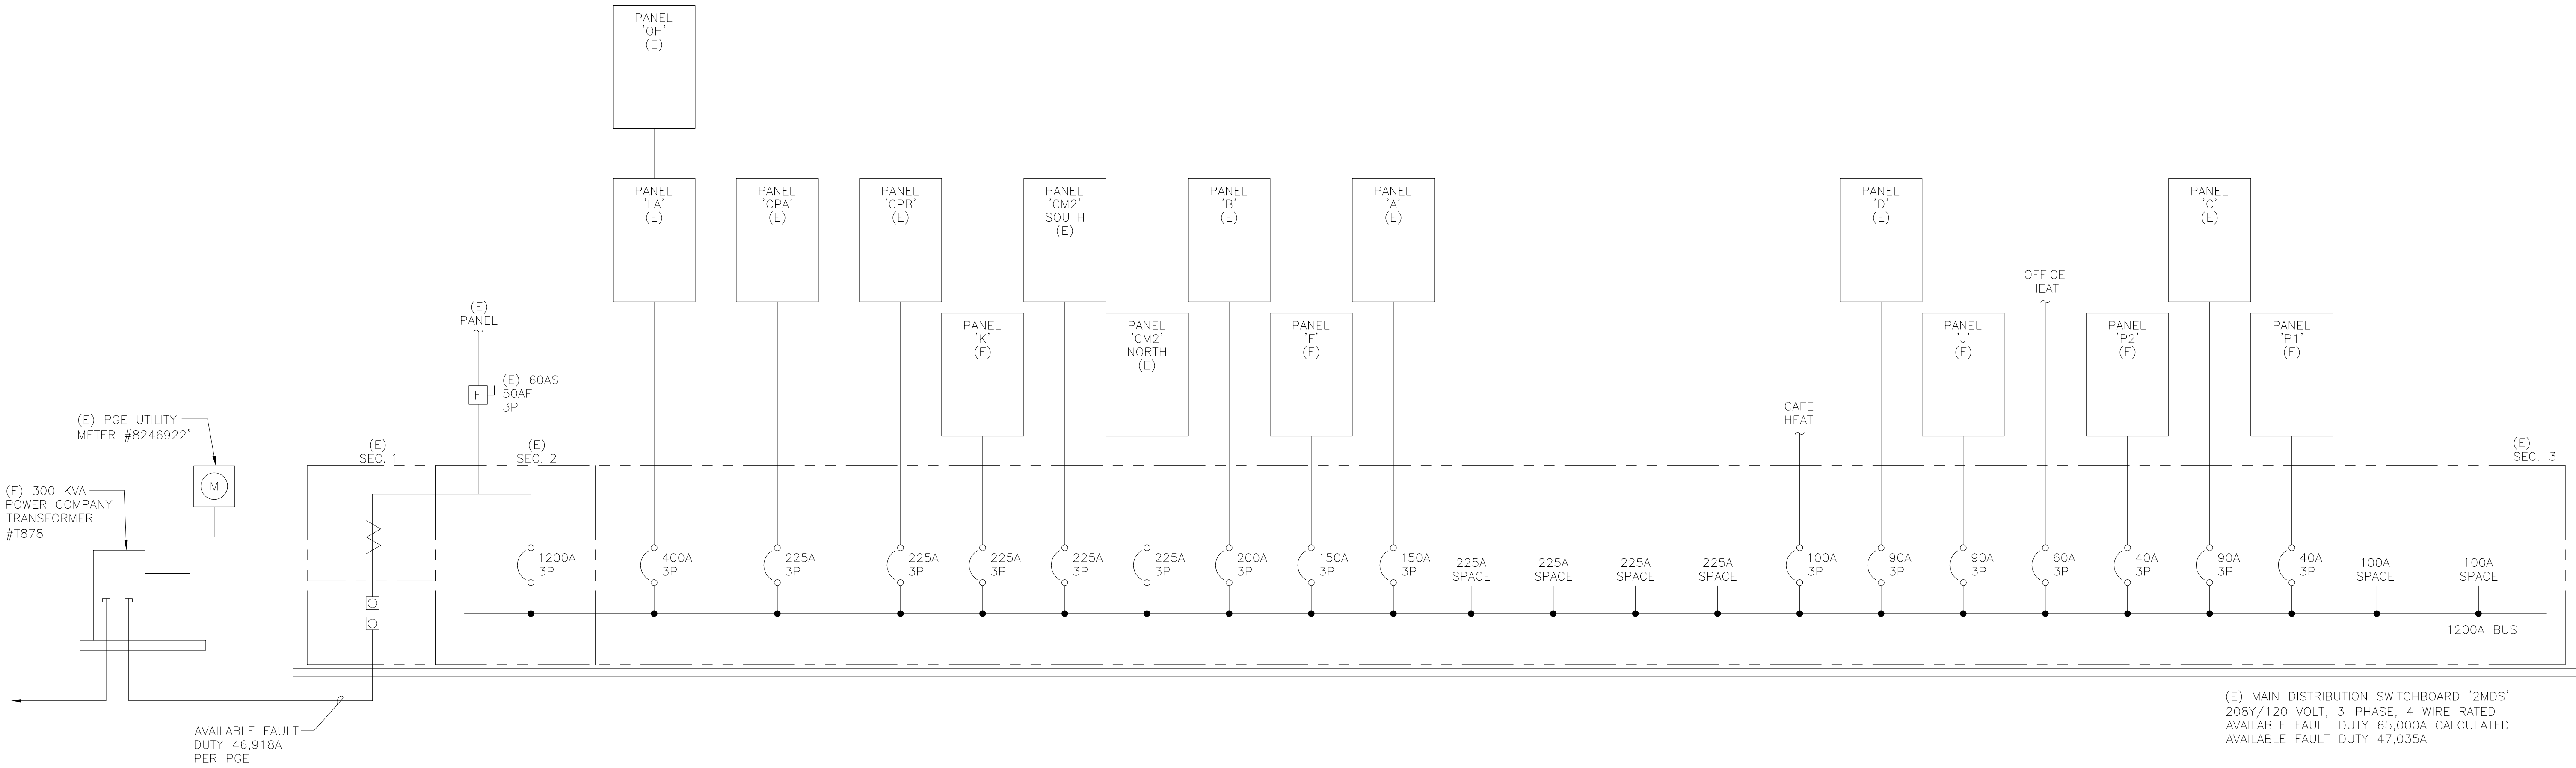 PANEL
'OH'
(E)
PANEL
'LA'
(E)
PANEL
'CPA'
(E)
PANEL
'CPB'
(E)
PANEL
'CM2'
SOUTH
(E)
PANEL
'B'
(E)
PANEL
'A'
(E)
PANEL
'D'
(E)
PANEL
'C'
(E)
OFFICE
HEAT
(E)
PANEL
PANEL
'K'
(E)
PANEL
'CM2'
NORTH
(E)
PANEL
'F'
(E)
PANEL
'J'
(E)
PANEL
'P2'
(E)
PANEL
'P1'
(E)
F
(E) 60AS
50AF
3P
CAFE
HEAT
(E) PGE UTILITY
METER #8246922'
M
(E)
SEC. 1
(E)
SEC. 2
(E)
SEC. 3
(E) 300 KVA
POWER COMPANY
TRANSFORMER
#T878
1200A
3P
400A
3P
225A
3P
225A
3P
225A
3P
225A
3P
225A
3P
200A
3P
150A
3P
150A
3P
225A
SPACE
225A
SPACE
225A
SPACE
225A
SPACE
100A
3P
90A
3P
90A
3P
60A
3P
40A
3P
90A
3P
40A
3P
100A
SPACE
100A
SPACE
1200A BUS
AVAILABLE FAULT
DUTY 46,918A
PER PGE
(E) MAIN DISTRIBUTION SWITCHBOARD '2MDS'
208Y/120 VOLT, 3-PHASE, 4 WIRE RATED
AVAILABLE FAULT DUTY 65,000A CALCULATED
AVAILABLE FAULT DUTY 47,035A